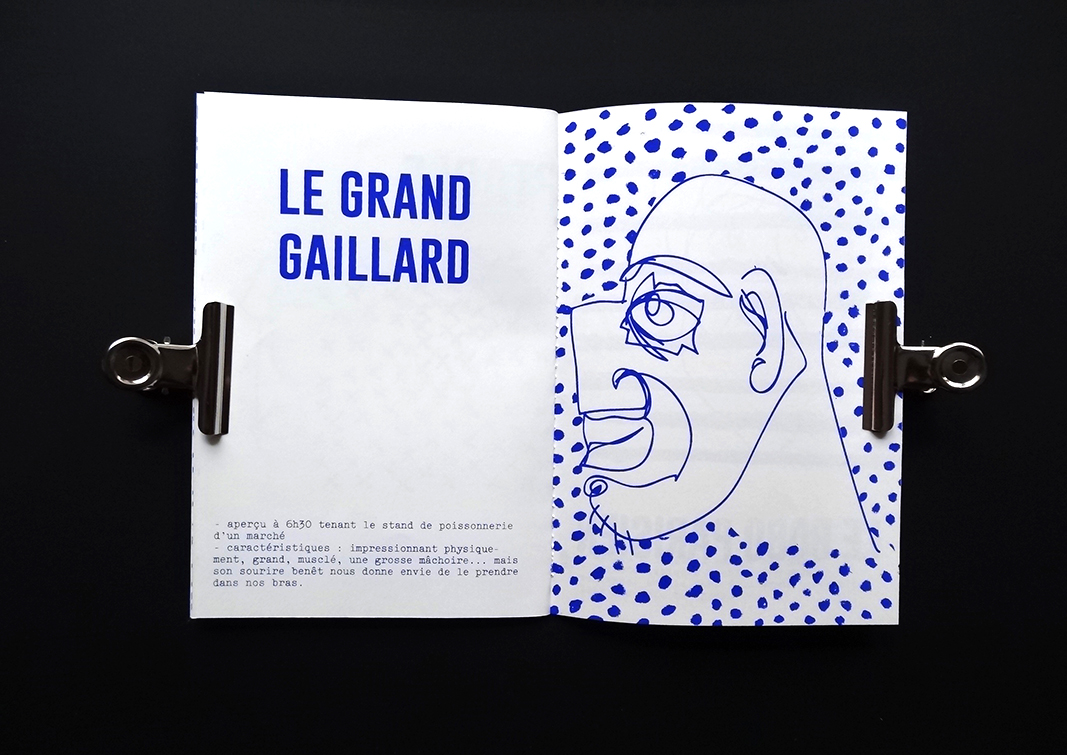 LE GRAND
GAILLARD
- aperçu à 6h30 tenant le stand de poissonnerie
d'un marché
- caractéristiques : impressionnant physique-
ment, grand, musclé, une grosse mâchoire... mais
son sourire benêt nous donne envie de le prendre
dans nos bras.